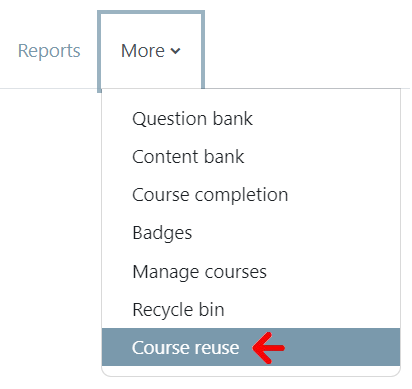 Reports More
Question bank
Content bank
Course completion
Badges
Manage courses
Recycle bin
Course reuse